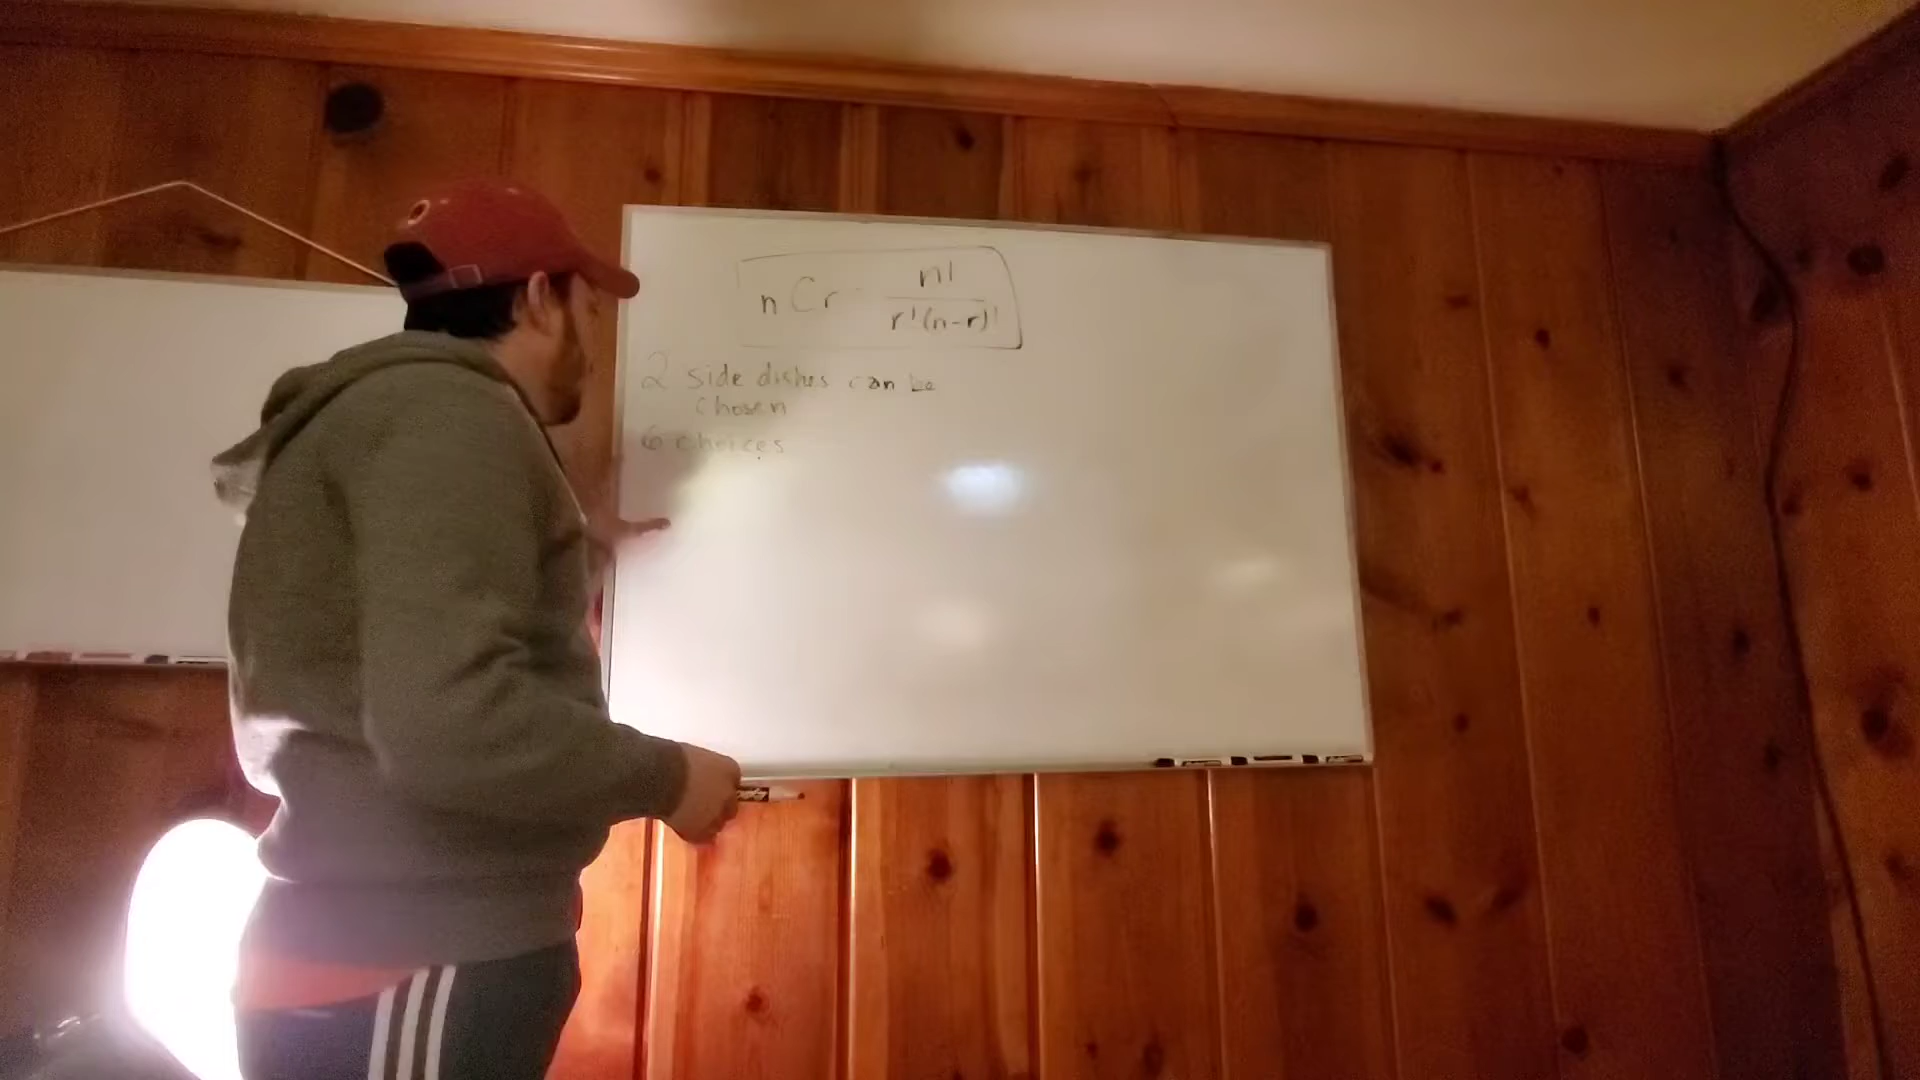 nCr = n! / r!(n-r)!
2 side dishes can be
chosen
6 choices